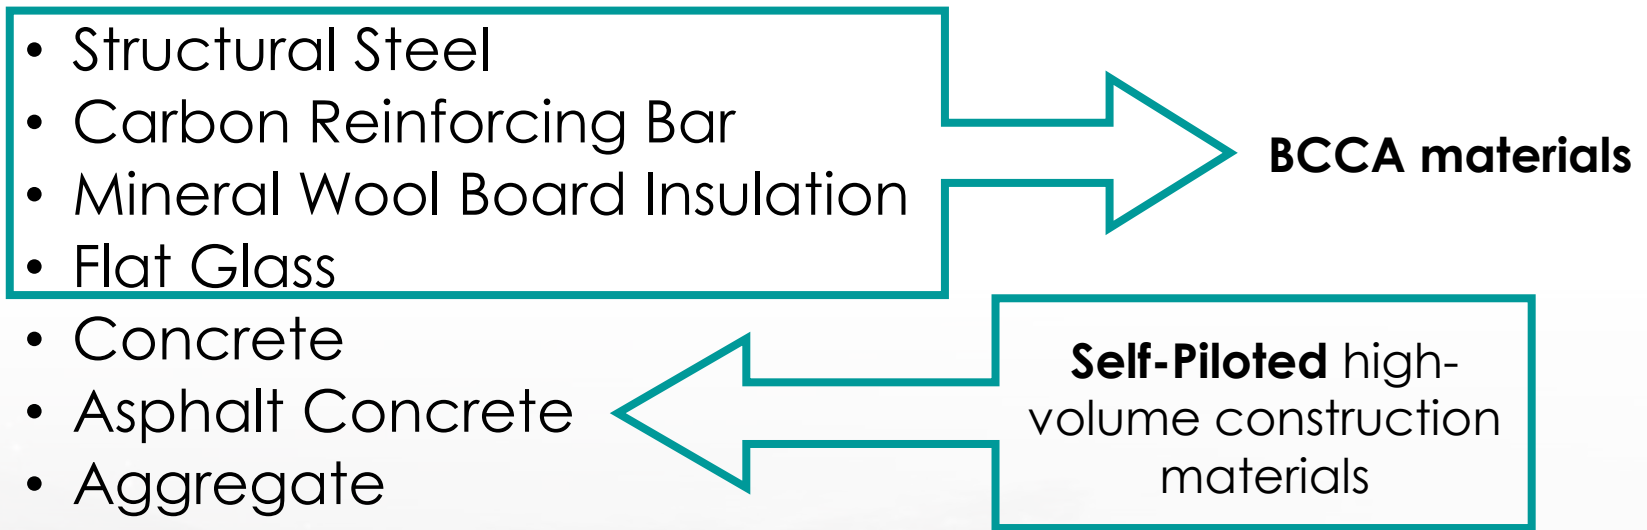 • Structural Steel
• Carbon Reinforcing Bar
• Mineral Wool Board Insulation
• Flat Glass
BCCA materials
• Concrete
• Asphalt Concrete
• Aggregate
Self-Piloted high-
volume construction
materials